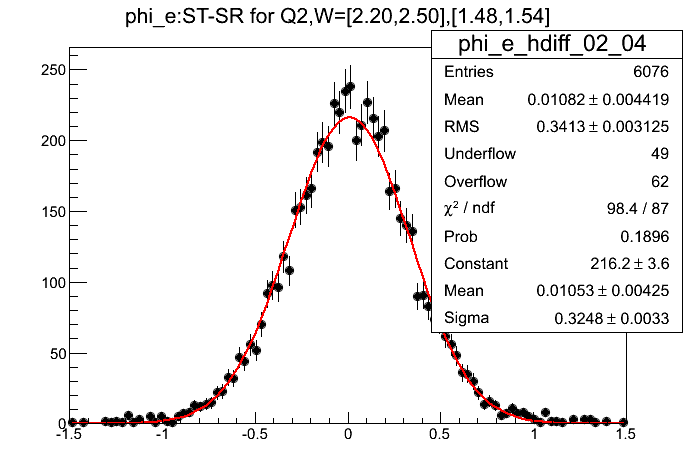 phi_e:ST-SR for Q2,W=[2.20,2.50],[1.48,1.54]
phi_e_hdiff_02_04
Entries 6076
Mean 0.01082 ± 0.004419
RMS 0.3413 ± 0.003125
Underflow 49
Overflow 62
χ² / ndf 98.4 / 87
Prob 0.1896
Constant 216.2 ± 3.6
Mean 0.01053 ± 0.00425
Sigma 0.3248 ± 0.0033
250
200
150
100
50
0
-1.5 -1 -0.5 0 0.5 1 1.5